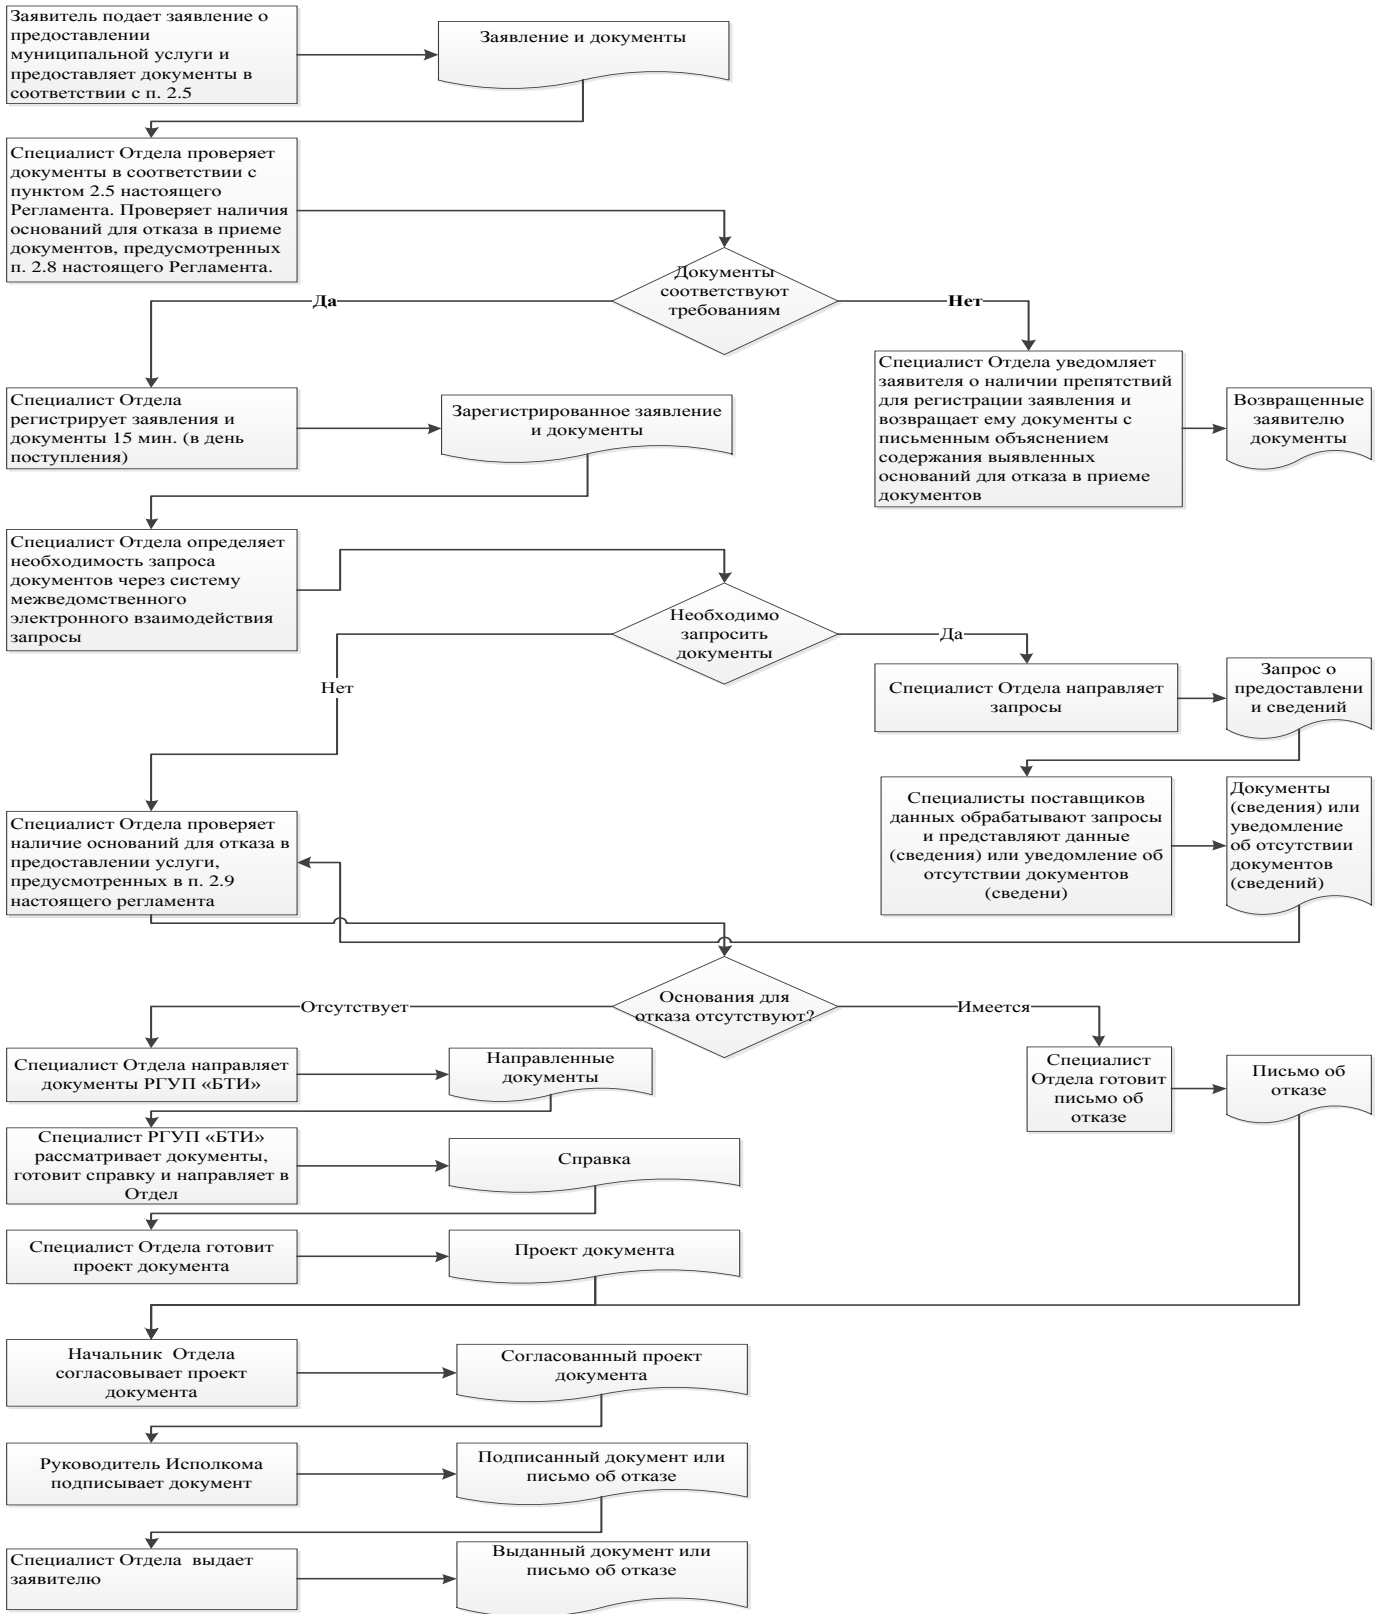 Заявитель подает заявление о
предоставлении
муниципальной услуги и
предоставляет документы в
соответствии с п. 2.5
Заявление и документы
Специалист Отдела проверяет
документы в соответствии с
пунктом 2.5 настоящего
Регламента. Проверяет наличия
оснований для отказа в приеме
документов, предусмотренных
п. 2.8 настоящего Регламента.
Документы
соответствуют
требованиям
Да
Нет
Специалист Отдела
регистрирует заявления и
документы 15 мин. (в день
поступления)
Зарегистрированное заявление
и документы
Специалист Отдела уведомляет
заявителя о наличии препятствий
для регистрации заявления и
возвращает ему документы с
письменным объяснением
содержания выявленных
оснований для отказа в приеме
документов
Возвращенные
заявителю
документы
Специалист Отдела определяет
необходимость запроса
документов через систему
межведомственного
электронного взаимодействия
запросы
Необходимо
запросить
документы
Да
Нет
Специалист Отдела направляет
запросы
Запрос о
предоставлени
и сведений
Специалисты поставщиков
данных обрабатывают запросы
и представляют данные
(сведения) или уведомление об
отсутствии документов
(сведени)
Документы
(сведения) или
уведомление
об отсутствии
документов
(сведений)
Специалист Отдела проверяет
наличие оснований для отказа в
предоставлении услуги,
предусмотренных в п. 2.9
настоящего регламента
Основания для
отказа отсутствуют?
Отсутствует
Имеется
Специалист Отдела направляет
документы РГУП «БТИ»
Направленные
документы
Специалист
Отдела готовит
письмо об
отказе
Письмо об
отказе
Специалист РГУП «БТИ»
рассматривает документы,
готовит справку и направляет в
Отдел
Справка
Специалист Отдела готовит
проект документа
Проект документа
Начальник  Отдела
согласовывает проект
документа
Согласованный проект
документа
Руководитель Исполкома
подписывает документ
Подписанный документ или
письмо об отказе
Специалист Отдела  выдает
заявителю
Выданный документ или
письмо об отказе